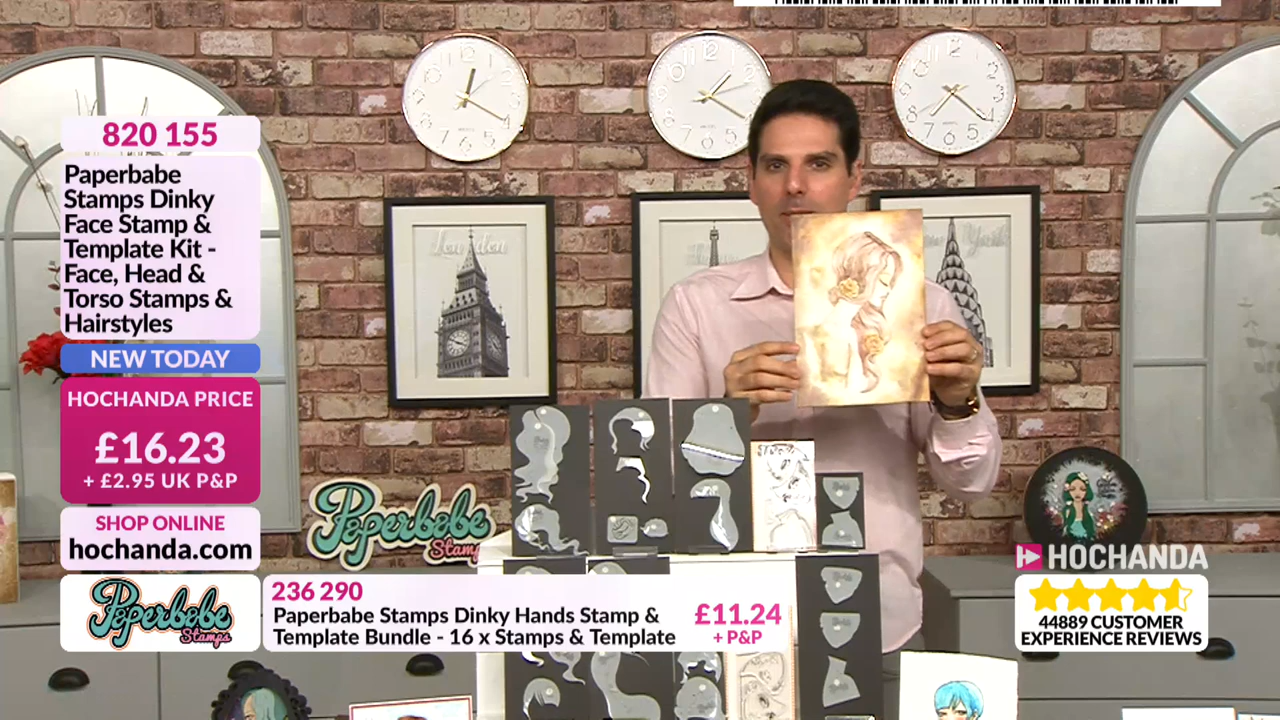 820 155
Paperbabe
Stamps Dinky
Face Stamp &
Template Kit -
Face, Head &
Torso Stamps &
Hairstyles
NEW TODAY
HOCHANDA PRICE
£16.23
+ £2.95 UK P&P
SHOP ONLINE
hochanda.com
London
New York
Paperbabe
Stamps
HOCHANDA
44889 CUSTOMER
EXPERIENCE REVIEWS
Paperbabe
Stamps
236 290
Paperbabe Stamps Dinky Hands Stamp &
Template Bundle - 16 x Stamps & Template
£11.24
+ P&P